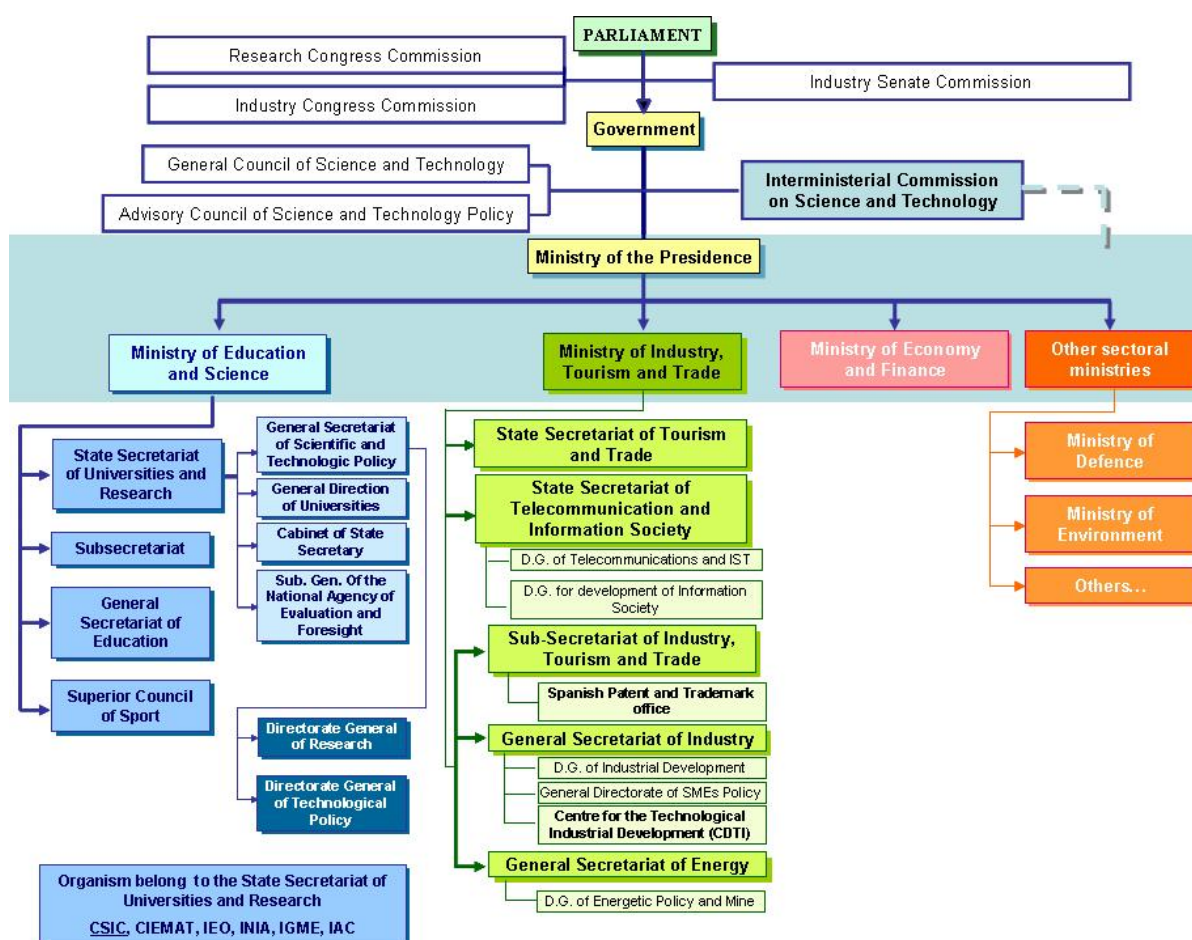 PARLIAMENT
Research Congress Commission
Industry Senate Commission
Industry Congress Commission
Government
General Council of Science and Technology
Interministerial Commission
on Science and Technology
Advisory Council of Science and Technology Policy
Ministry of the Presidence
Ministry of Education
and Science
Ministry of Industry,
Tourism and Trade
Ministry of Economy
and Finance
Other sectoral
ministries
State Secretariat
of Universities and
Research
Subsecretariat
General
Secretariat of
Education
Superior Council
of Sport
General Secretariat
of Scientific and
Technologic Policy
General Direction
of Universities
Cabinet of State
Secretary
Sub. Gen. Of the
National Agency of
Evaluation and
Foresight
Directorate General
of Research
Directorate General
of Technological
Policy
Organism belong to the State Secretariat of
Universities and Research
CSIC, CIEMAT, IEO, INIA, IGME, IAC
State Secretariat of Tourism
and Trade
State Secretariat of
Telecommunication and
Information Society
D.G. of Telecommunications and IST
D.G. for development of Information
Society
Sub-Secretariat of Industry,
Tourism and Trade
Spanish Patent and Trademark
office
General Secretariat of Industry
D.G. of Industrial Development
General Directorate of SMEs Policy
Centre for the Technological
Industrial Development (CDTI)
General Secretariat of Energy
D.G. of Energetic Policy and Mine
Ministry of
Defence
Ministry of
Environment
Others...